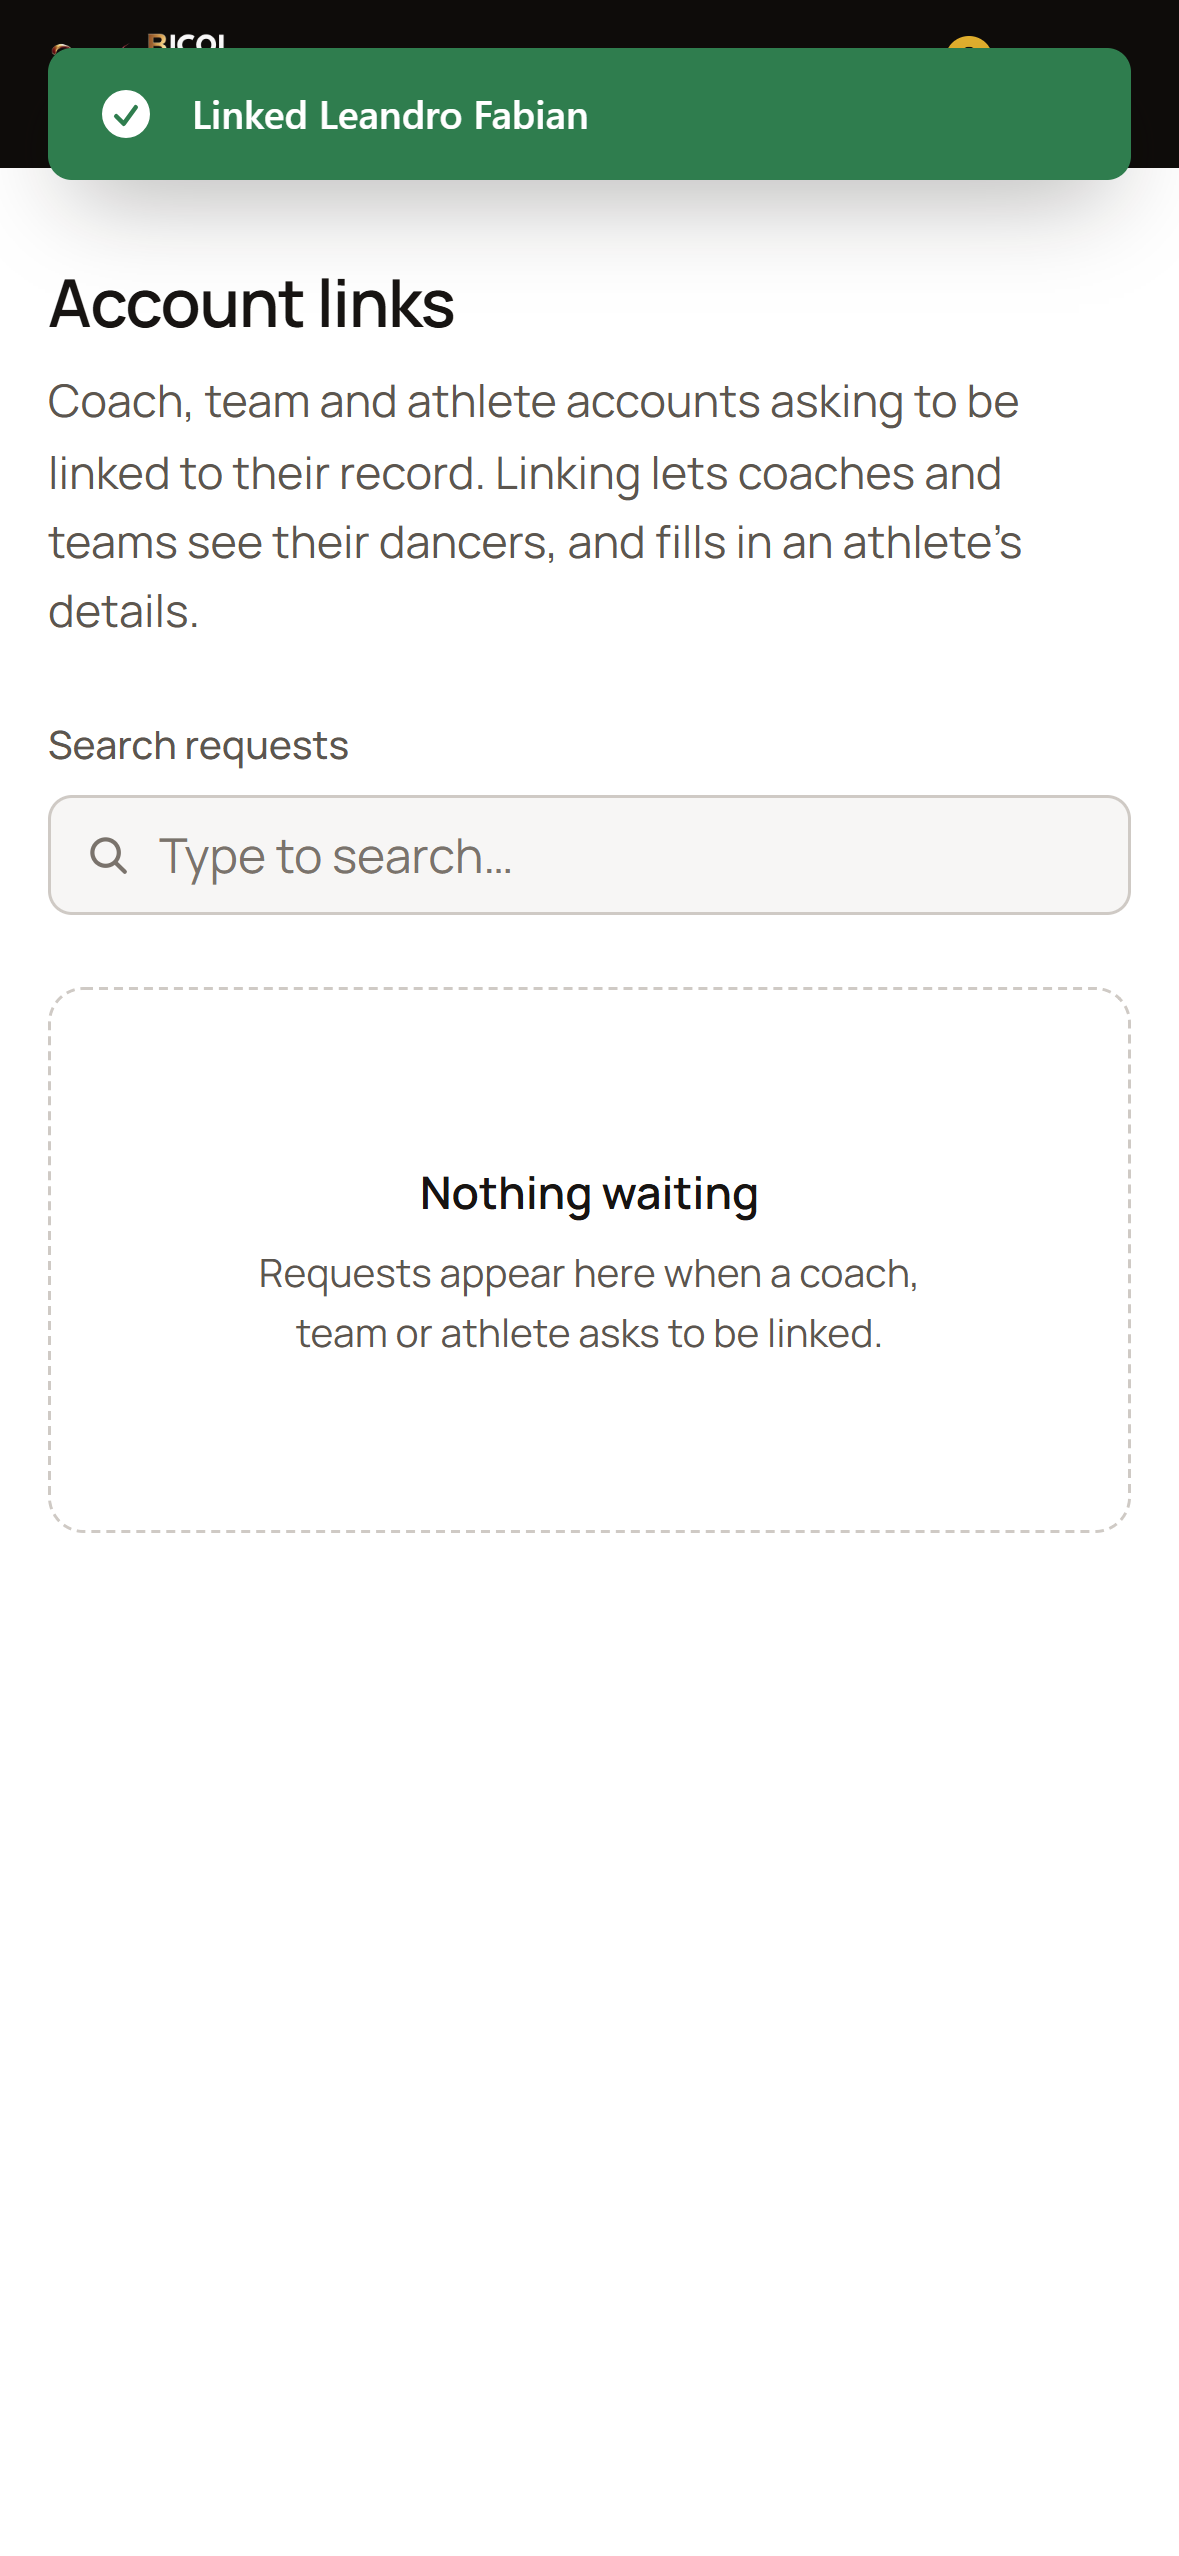 Linked Leandro Fabian
Account links
Coach, team and athlete accounts asking to be
linked to their record. Linking lets coaches and
teams see their dancers, and fills in an athlete’s
details.
Search requests
Type to search...
Nothing waiting
Requests appear here when a coach,
team or athlete asks to be linked.